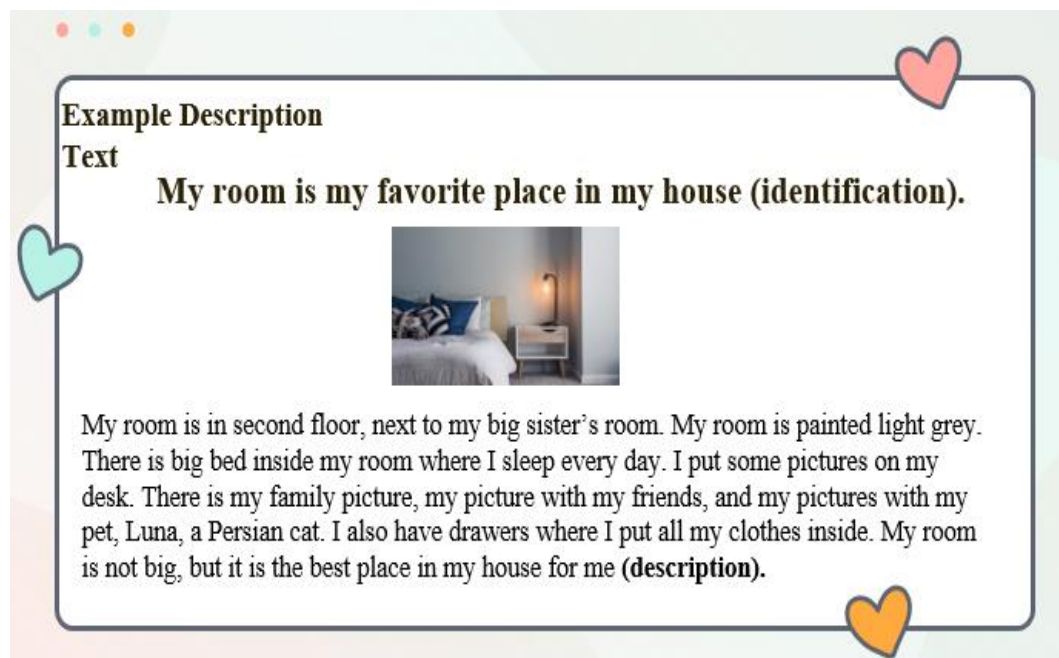 Example Description
Text
My room is my favorite place in my house (identification).
My room is in second floor, next to my big sister’s room. My room is painted light grey.
There is big bed inside my room where I sleep every day. I put some pictures on my
desk. There is my family picture, my picture with my friends, and my pictures with my
pet, Luna, a Persian cat. I also have drawers where I put all my clothes inside. My room
is not big, but it is the best place in my house for me (description).